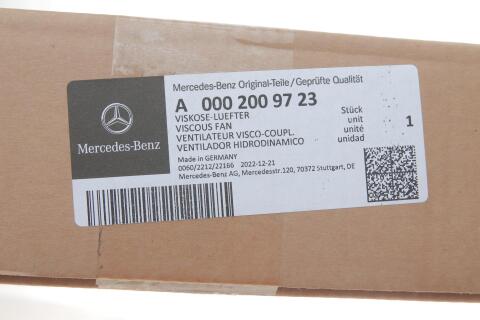 Mercedes-Benz
Mercedes-Benz Original-Teile/Geprüfte Qualität
A 000 200 97 23
VISKOSE-LUEFTER
VISCOUS FAN
VENTILATEUR VISCO-COUPL.
VENTILADOR HIDRODINAMICO
Stück
unit
unité
unidad
1
Made in GERMANY
0060/2212/22186 2022-12-21
Mercedes-Benz AG, Mercedesstr.120, 70372 Stuttgart, DE